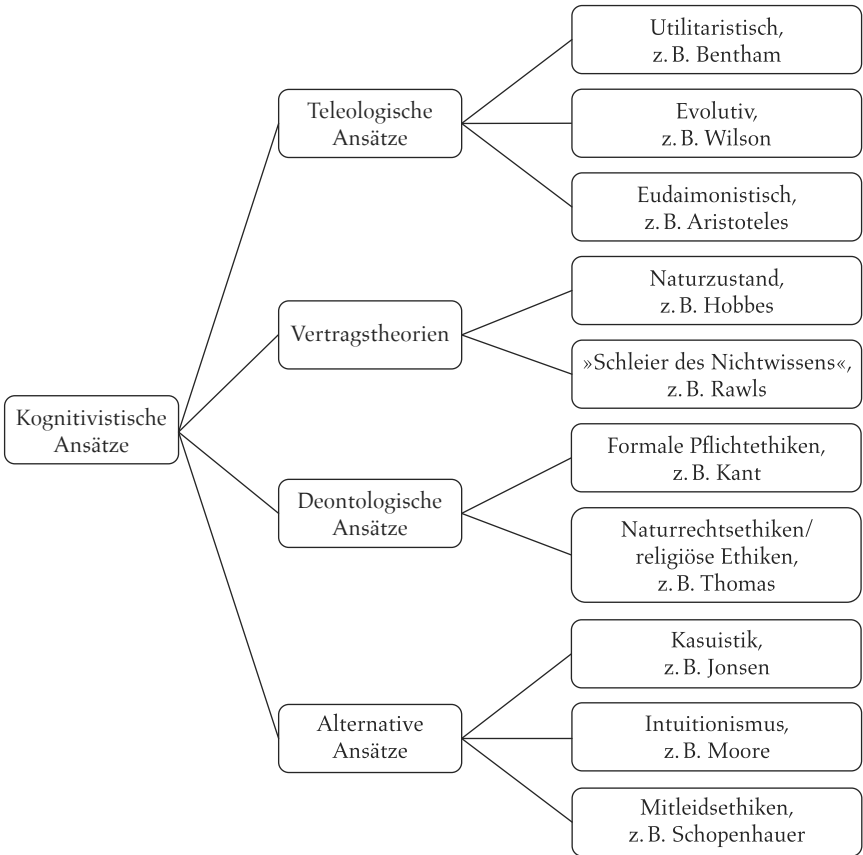 Kognitivistische
Ansätze
Teleologische
Ansätze
Utilitaristisch,
z. B. Bentham
Evolutiv,
z. B. Wilson
Eudaimonistisch,
z. B. Aristoteles
Vertragstheorien
Naturzustand,
z. B. Hobbes
»Schleier des Nichtwissens«,
z. B. Rawls
Deontologische
Ansätze
Formale Pflichtethiken,
z. B. Kant
Naturrechtsethiken/
religiöse Ethiken,
z. B. Thomas
Alternative
Ansätze
Kasuistik,
z. B. Jonsen
Intuitionismus,
z. B. Moore
Mitleidsethiken,
z. B. Schopenhauer